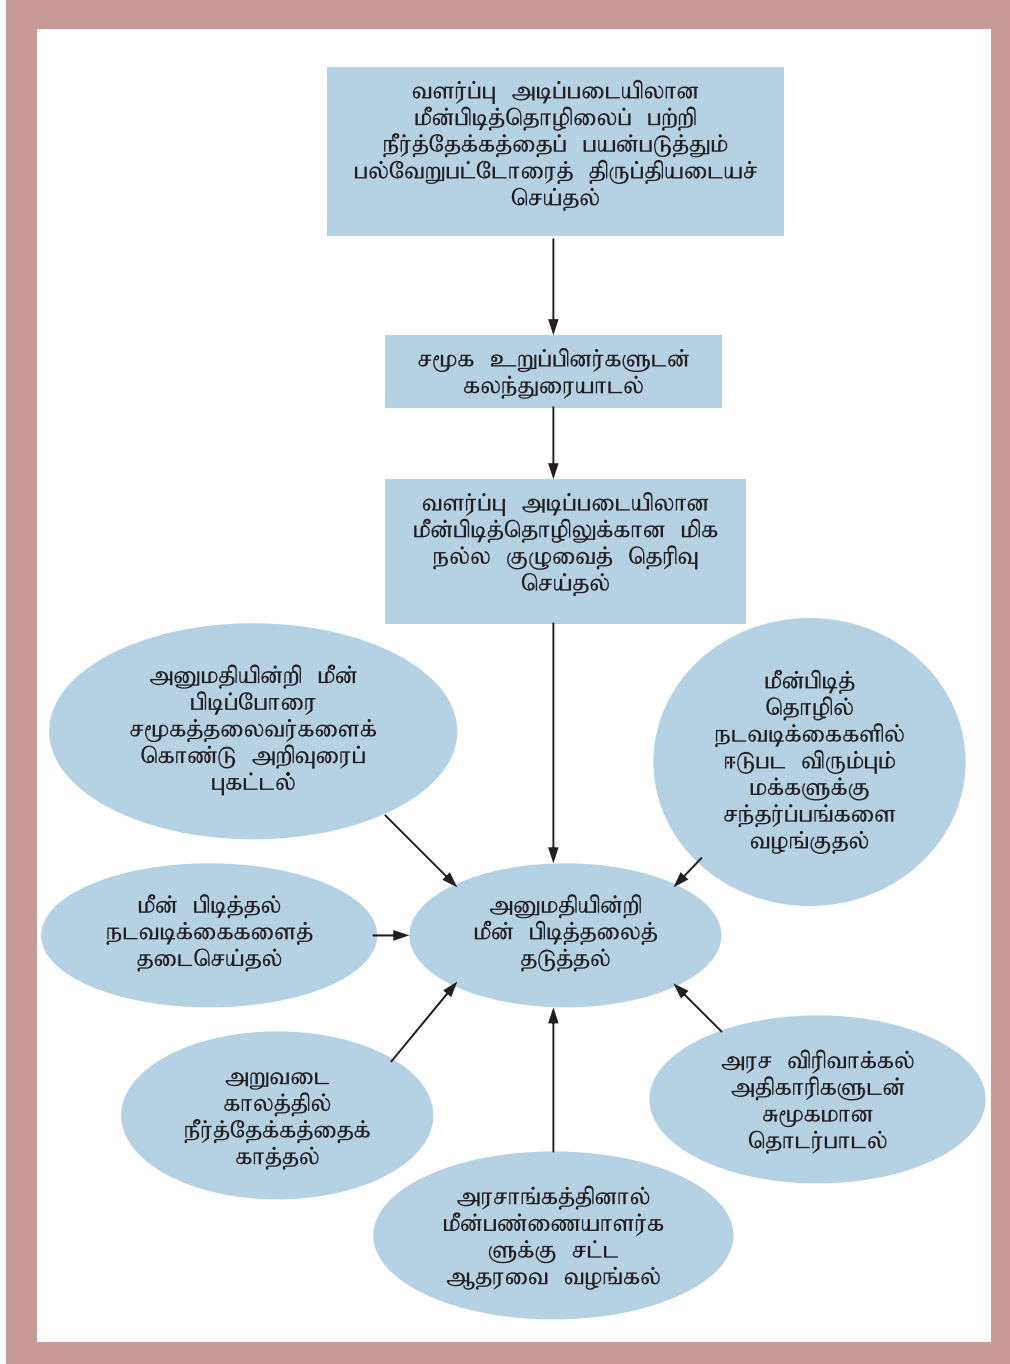 வளர்ப்பு அடிப்படையிலான
மீன்பிடித்தொழிலைப் பற்றி
நீர்த்தேக்கத்தைப் பயன்படுத்தும்
பல்வேறுபட்டோரைத் திருப்தியடையச்
செய்தல்
சமூக உறுப்பினர்களுடன்
கலந்துரையாடல்
வளர்ப்பு அடிப்படையிலான
மீன்பிடித்தொழிலுக்கான மிக
நல்ல குழுவைத் தெரிவு
செய்தல்
அனுமதியின்றி மீன்
பிடிப்போரை
சமூகத்தலைவர்களைக்
கொண்டு அறிவுரைப்
புகட்டல்
மீன்பிடித்
தொழில்
நடவடிக்கைகளில்
ஈடுபட விரும்பும்
மக்களுக்கு
சந்தர்ப்பங்களை
வழங்குதல்
மீன் பிடித்தல்
நடவடிக்கைகளைத்
தடைசெய்தல்
அனுமதியின்றி
மீன் பிடித்தலைத்
தடுத்தல்
அறுவடை
காலத்தில்
நீர்த்தேக்கத்தைக்
காத்தல்
அரச விரிவாக்கல்
அதிகாரிகளுடன்
சுமூகமான
தொடர்பாடல்
அரசாங்கத்தினால்
மீன்பண்ணையாளர்க
ளுக்கு சட்ட
ஆதரவை வழங்கல்